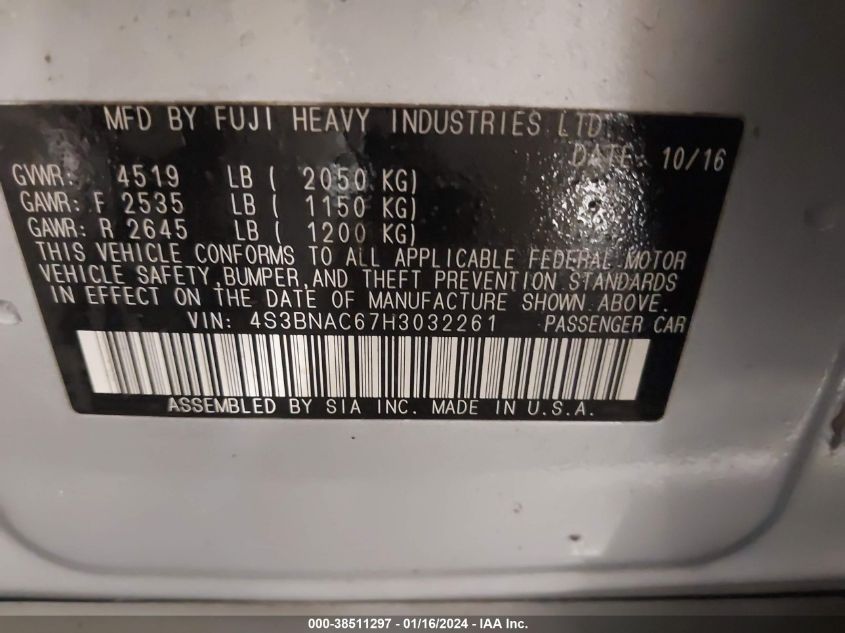 MFD BY FUJI HEAVY INDUSTRIES LTD.
DATE: 10/16
GVWR: 4519 LB ( 2050 KG)
GAWR: F 2535 LB ( 1150 KG)
GAWR: R 2645 LB ( 1200 KG)
THIS VEHICLE CONFORMS TO ALL APPLICABLE FEDERAL MOTOR
VEHICLE SAFETY,BUMPER,AND THEFT PREVENTION STANDARDS
IN EFFECT ON THE DATE OF MANUFACTURE SHOWN ABOVE.
VIN: 4S3BNAC67H3032261 PASSENGER CAR
ASSEMBLED BY SIA INC. MADE IN U.S.A.
000-38511297 - 01/16/2024 - IAA Inc.